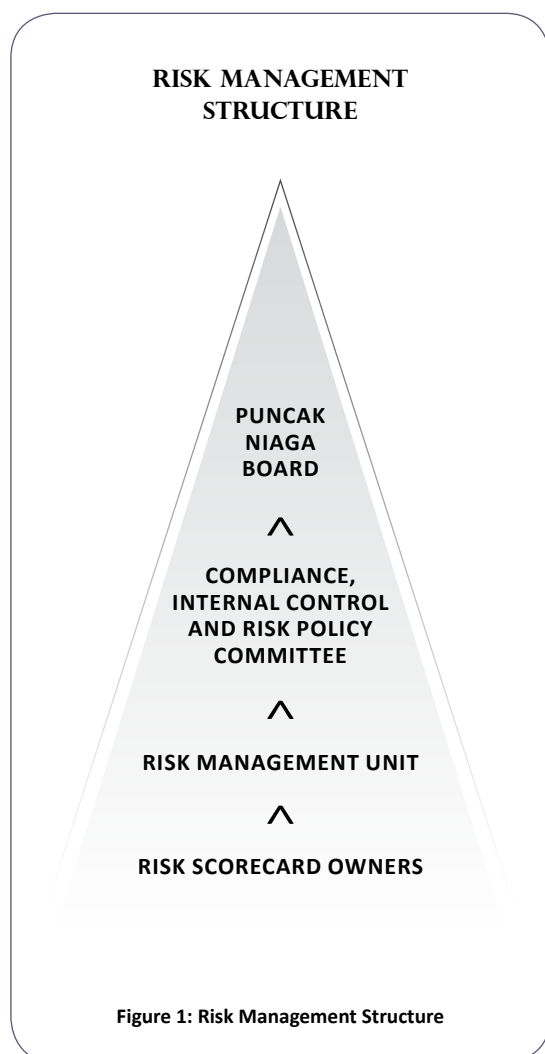 RISK MANAGEMENT
STRUCTURE
PUNCAK
NIAGA
BOARD
^
COMPLIANCE,
INTERNAL CONTROL
AND RISK POLICY
COMMITTEE
^
RISK MANAGEMENT UNIT
^
RISK SCORECARD OWNERS
Figure 1: Risk Management Structure